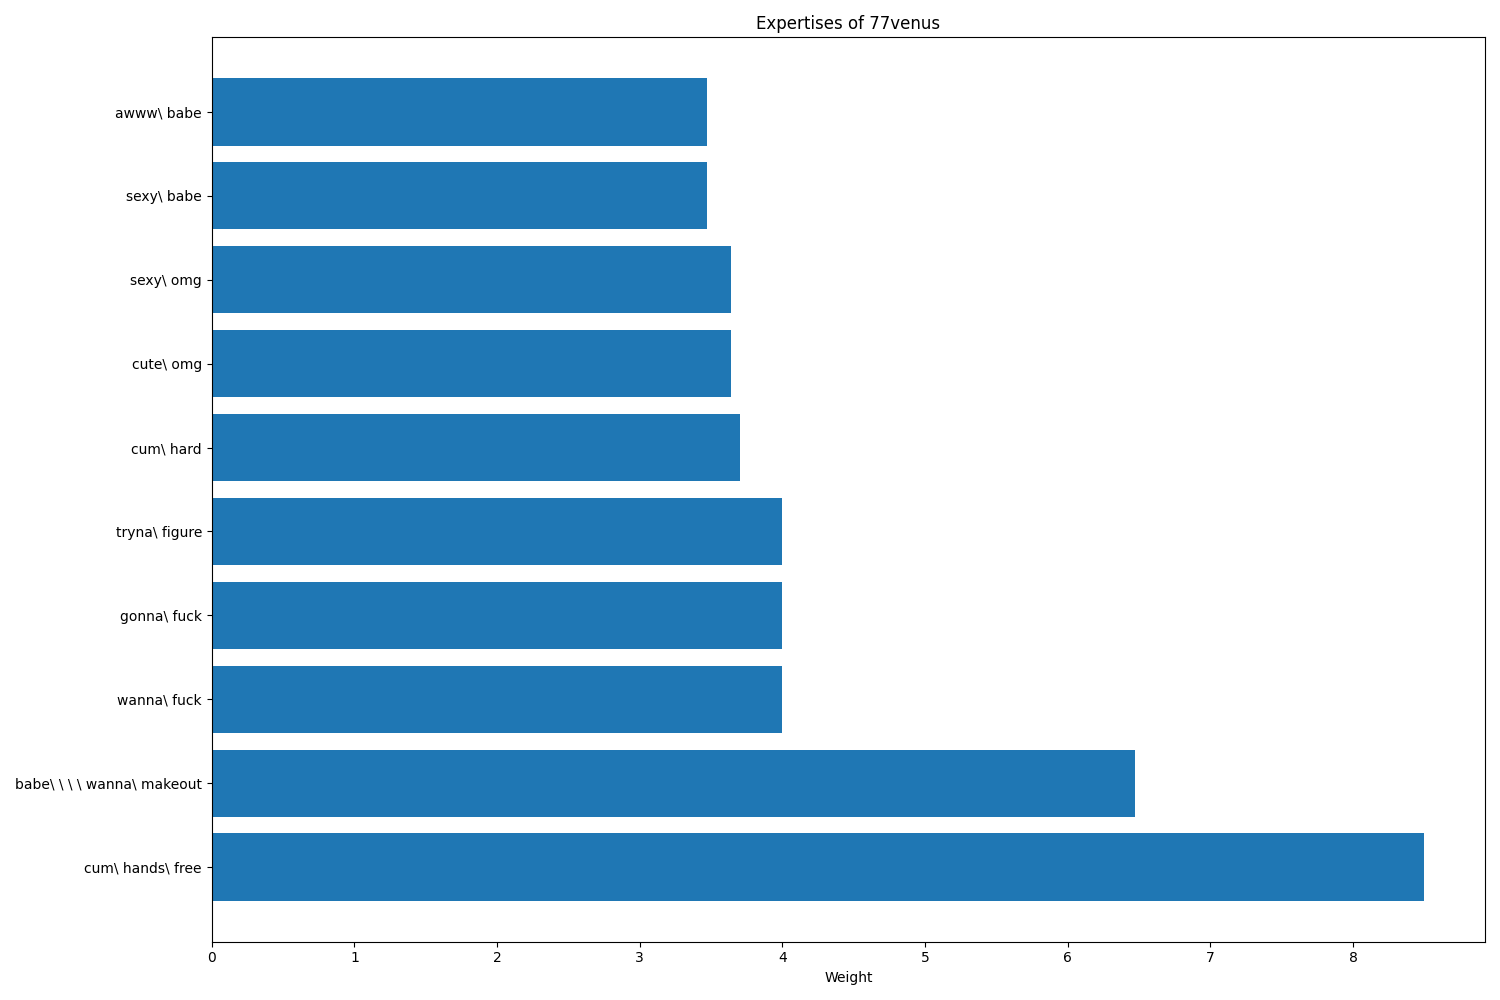 Expertises of 77venus
awww\ babe
sexy\ babe
sexy\ omg
cute\ omg
cum\ hard
tryna\ figure
gonna\ fuck
wanna\ fuck
babe\ \ \ \ wanna\ makeout
cum\ hands\ free
0 1 2 3 4 5 6 7 8
Weight